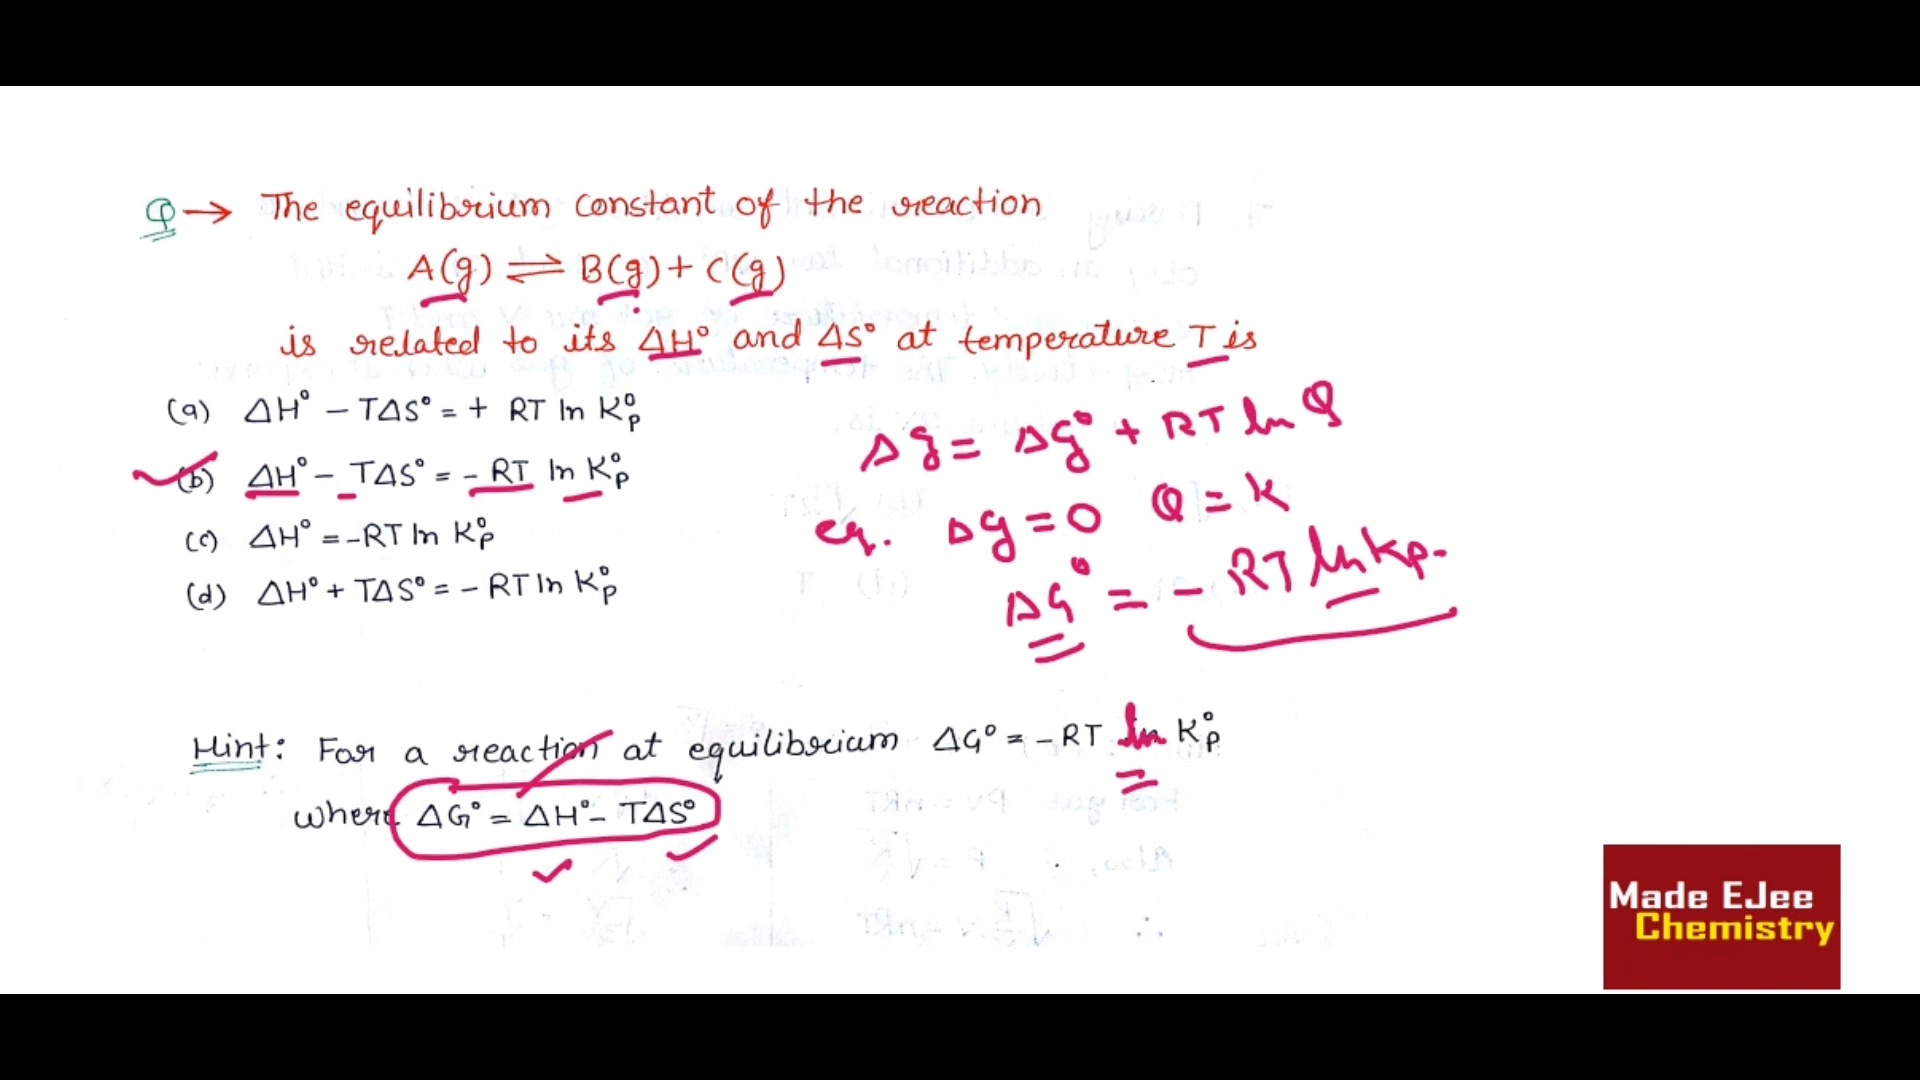 Q→ The equilibrium constant of the reaction
A(g) ⇌ B(g) + C(g)
is related to its ΔH° and ΔS° at temperature T is
(a) ΔH° − TΔS° = + RT ln K°p
(b) ΔH° − TΔS° = − RT ln K°p
(c) ΔH° = −RT ln K°p
(d) ΔH° + TΔS° = − RT ln K°p
Δg = Δg° + RT ln Q
eq. Δg = 0 Q = K
ΔG° = − RT ln Kp.
Hint: For a reaction at equilibrium ΔG° = −RT ln K°p
where ΔG° = ΔH° − TΔS°
Made EJee
Chemistry